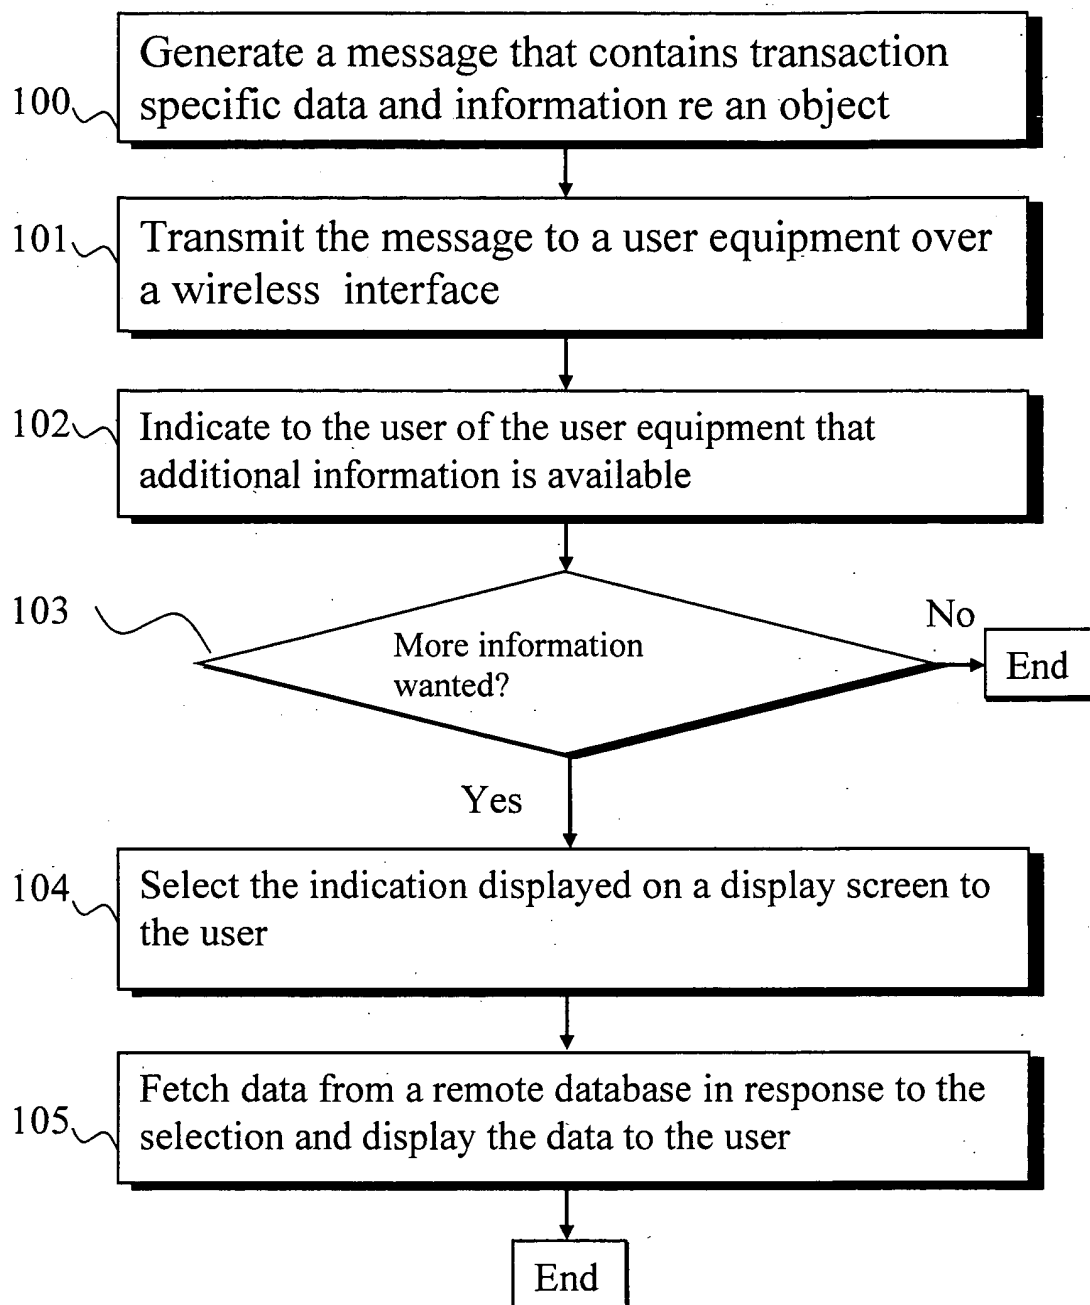 Generate a message that contains transaction
specific data and information re an object
100
101
Transmit the message to a user equipment over
a wireless interface
102
Indicate to the user of the user equipment that
additional information is available
103
More information
wanted?
No
End
Yes
104
Select the indication displayed on a display screen to
the user
105
Fetch data from a remote database in response to the
selection and display the data to the user
End